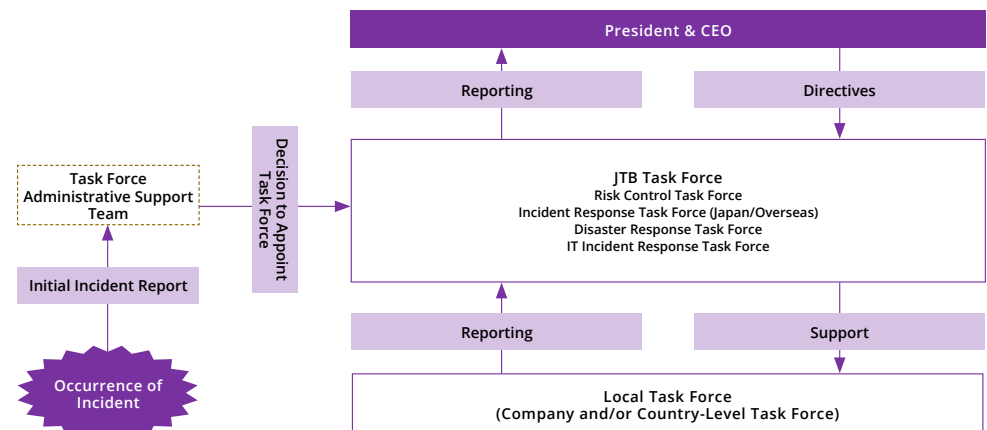 President & CEO
Reporting
Directives
Decision to Appoint
Task Force
Task Force
Administrative Support
Team
JTB Task Force
Risk Control Task Force
Incident Response Task Force (Japan/Overseas)
Disaster Response Task Force
IT Incident Response Task Force
Initial Incident Report
Reporting
Support
Occurrence of
Incident
Local Task Force
(Company and/or Country-Level Task Force)